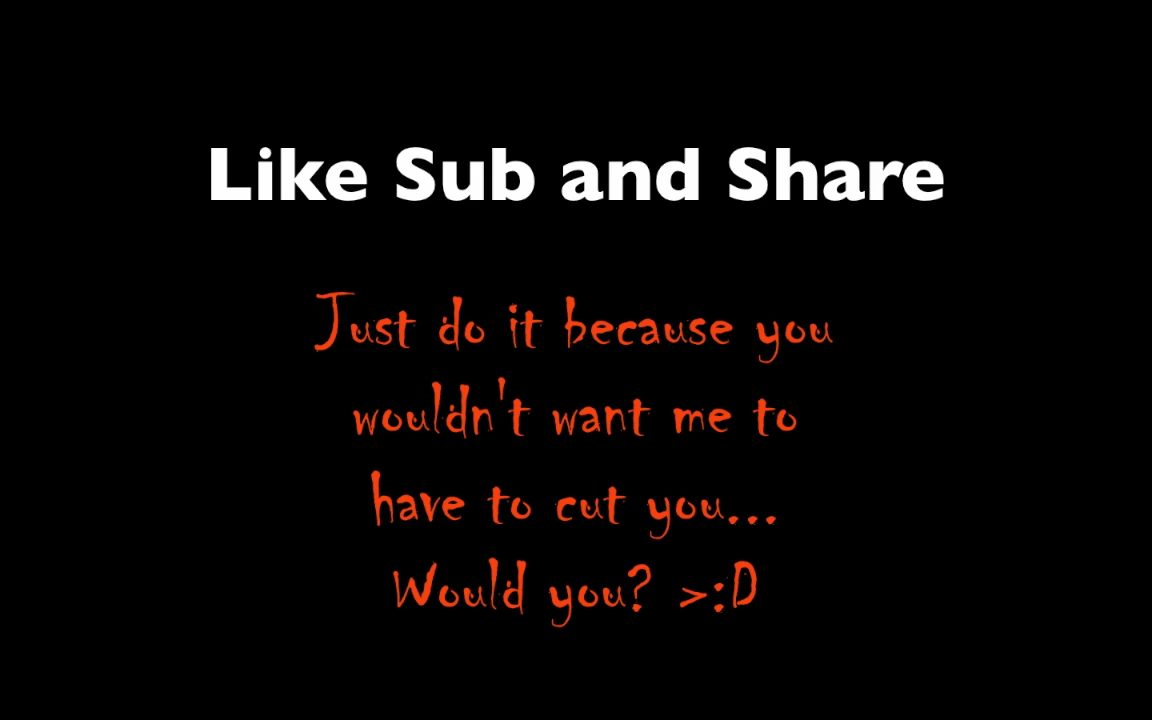 Like Sub and Share
Just do it because you
wouldn't want me to
have to cut you...
Would you? >:D